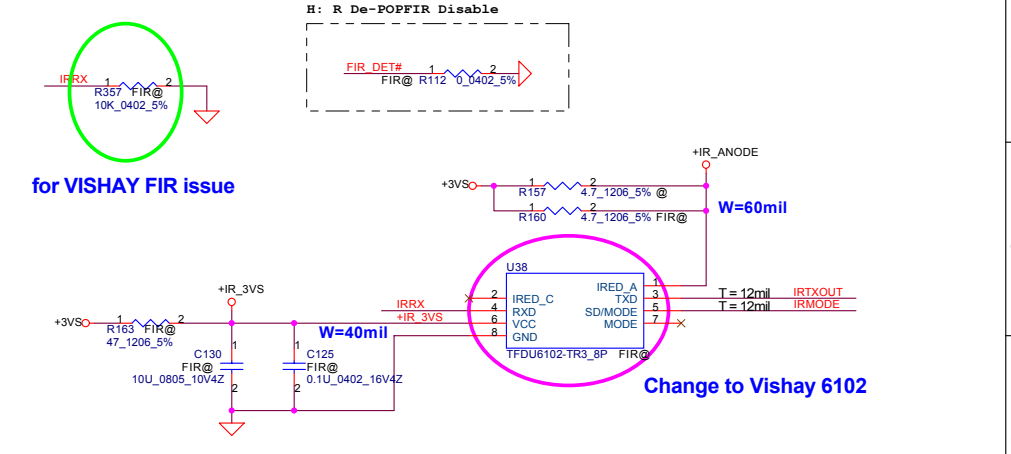 H: R De-POPFIR Disable
FIR_DET#
1
2
FIR@
R112
0_0402_5%
IRRX
1
2
R357
FIR@
10K_0402_5%
for VISHAY FIR issue
+IR_ANODE
+3VS
1
2
R157
4.7_1206_5%
@
1
2
R160
4.7_1206_5%
FIR@
W=60mil
U38
IRED_A
1
2
IRED_C
TXD
3
T = 12mil
IRTXOUT
IRRX
4
RXD
SD/MODE
5
T = 12mil
IRMODE
+IR_3VS
6
VCC
MODE
7
8
GND
TFDU6102-TR3_8P
FIR@
Change to Vishay 6102
+IR_3VS
+3VS
1
2
R163
FIR@
47_1206_5%
W=40mil
1
C130
FIR@
10U_0805_10V4Z
2
1
C125
FIR@
0.1U_0402_16V4Z
2